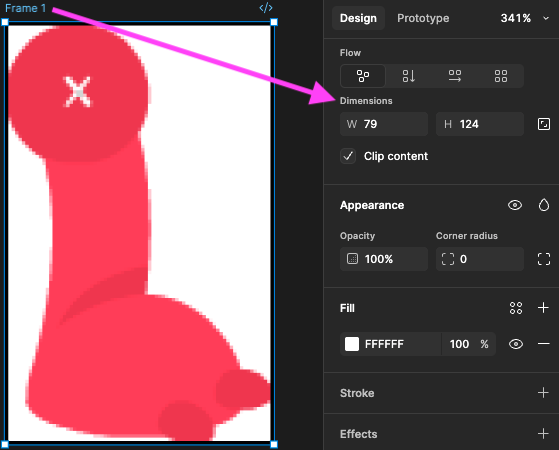 Frame 1
</>
Design
Prototype
341%
Flow
Dimensions
W 79
H 124
Clip content
Appearance
Opacity
Corner radius
100%
0
Fill
FFFFFF
100 %
Stroke
Effects